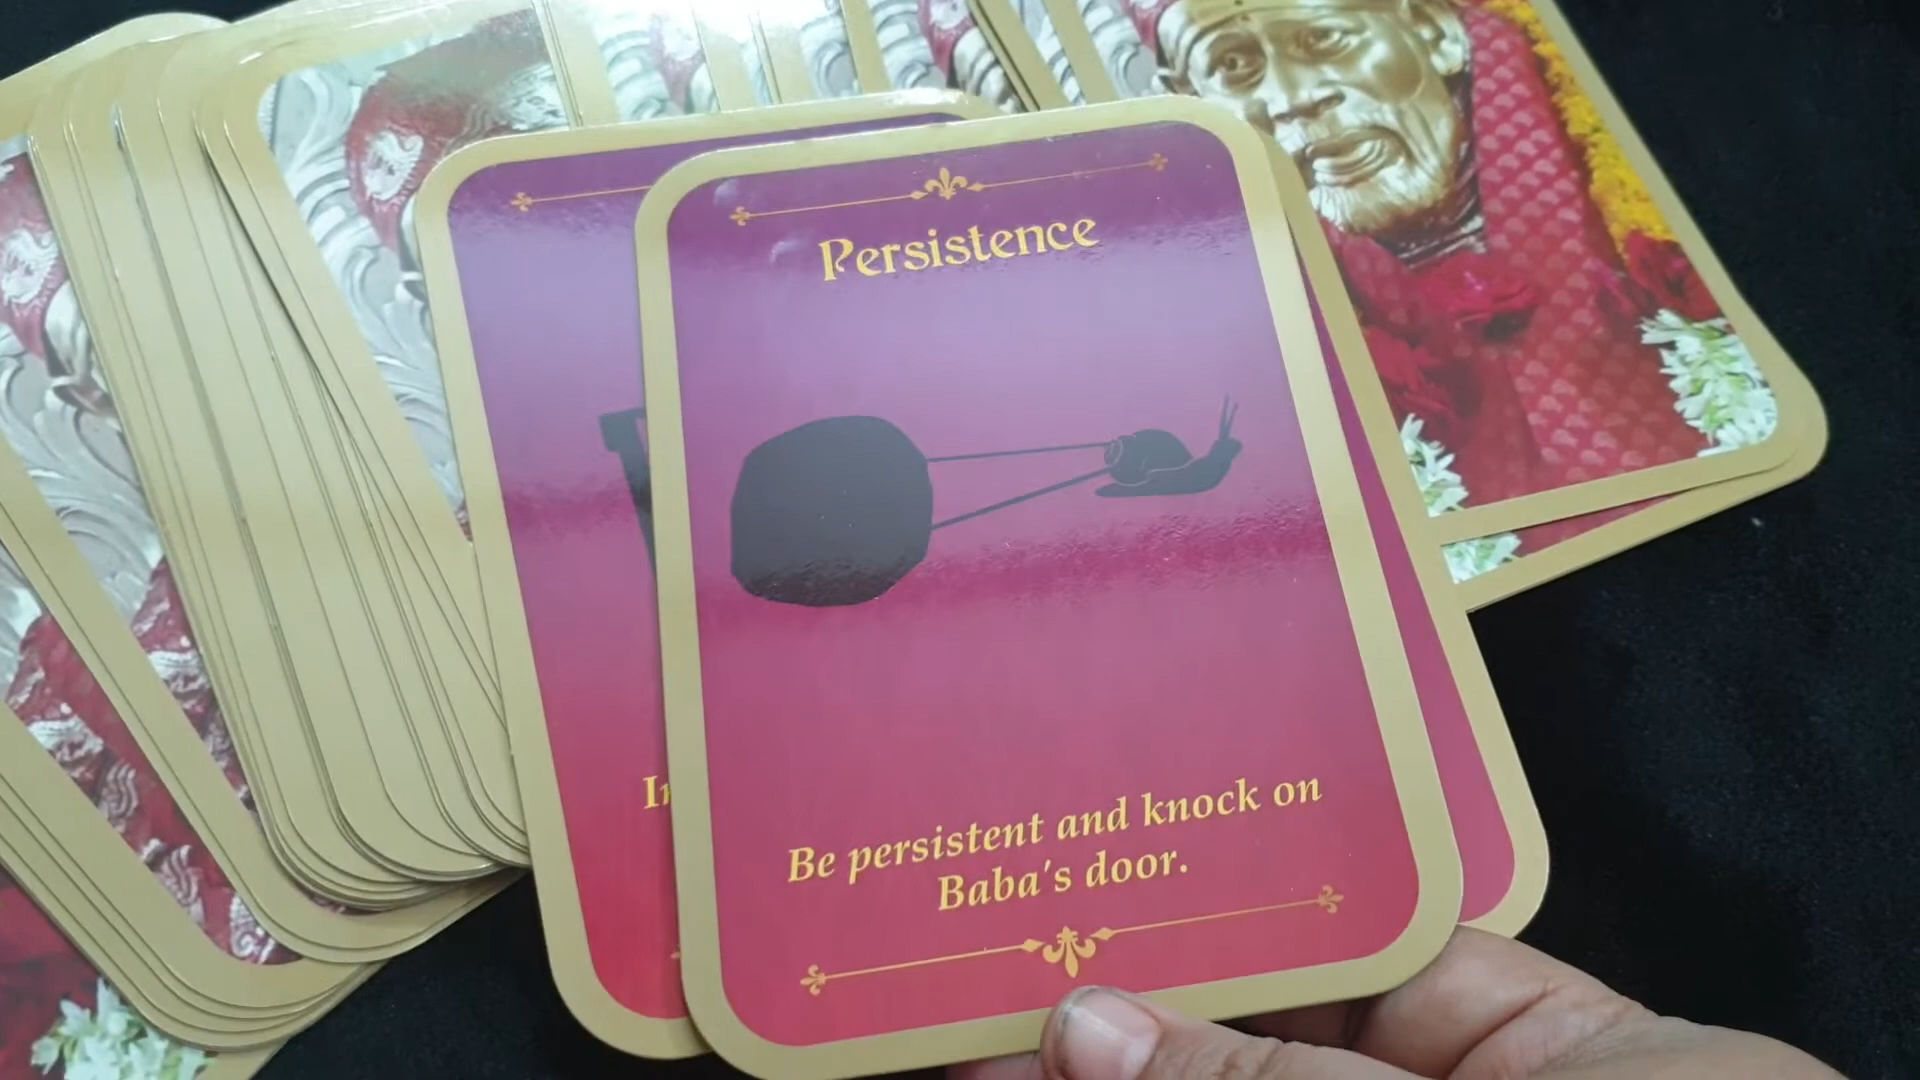 Persistence
Be persistent and knock on
Baba's door.